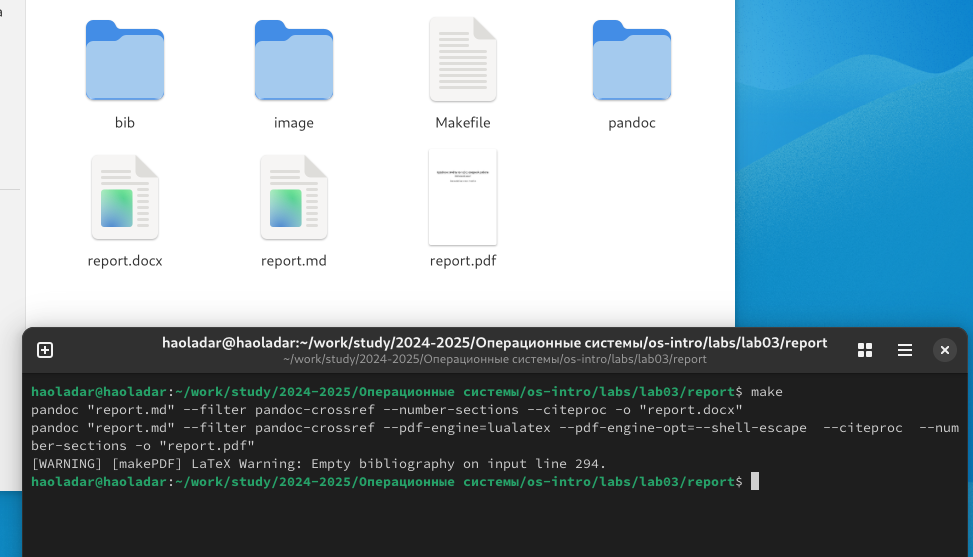 a
bib
image
Makefile
pandoc
report.docx
report.md
report.pdf
haoladar@haoladar:~/work/study/2024-2025/Операционные системы/os-intro/labs/lab03/report
~/work/study/2024-2025/Операционные системы/os-intro/labs/lab03/report
haoladar@haoladar:~/work/study/2024-2025/Операционные системы/os-intro/labs/lab03/report$ make
pandoc "report.md" --filter pandoc-crossref --number-sections --citeproc -o "report.docx"
pandoc "report.md" --filter pandoc-crossref --pdf-engine=lualatex --pdf-engine-opt=--shell-escape  --citeproc  --num
ber-sections -o "report.pdf"
[WARNING] [makePDF] LaTeX Warning: Empty bibliography on input line 294.
haoladar@haoladar:~/work/study/2024-2025/Операционные системы/os-intro/labs/lab03/report$